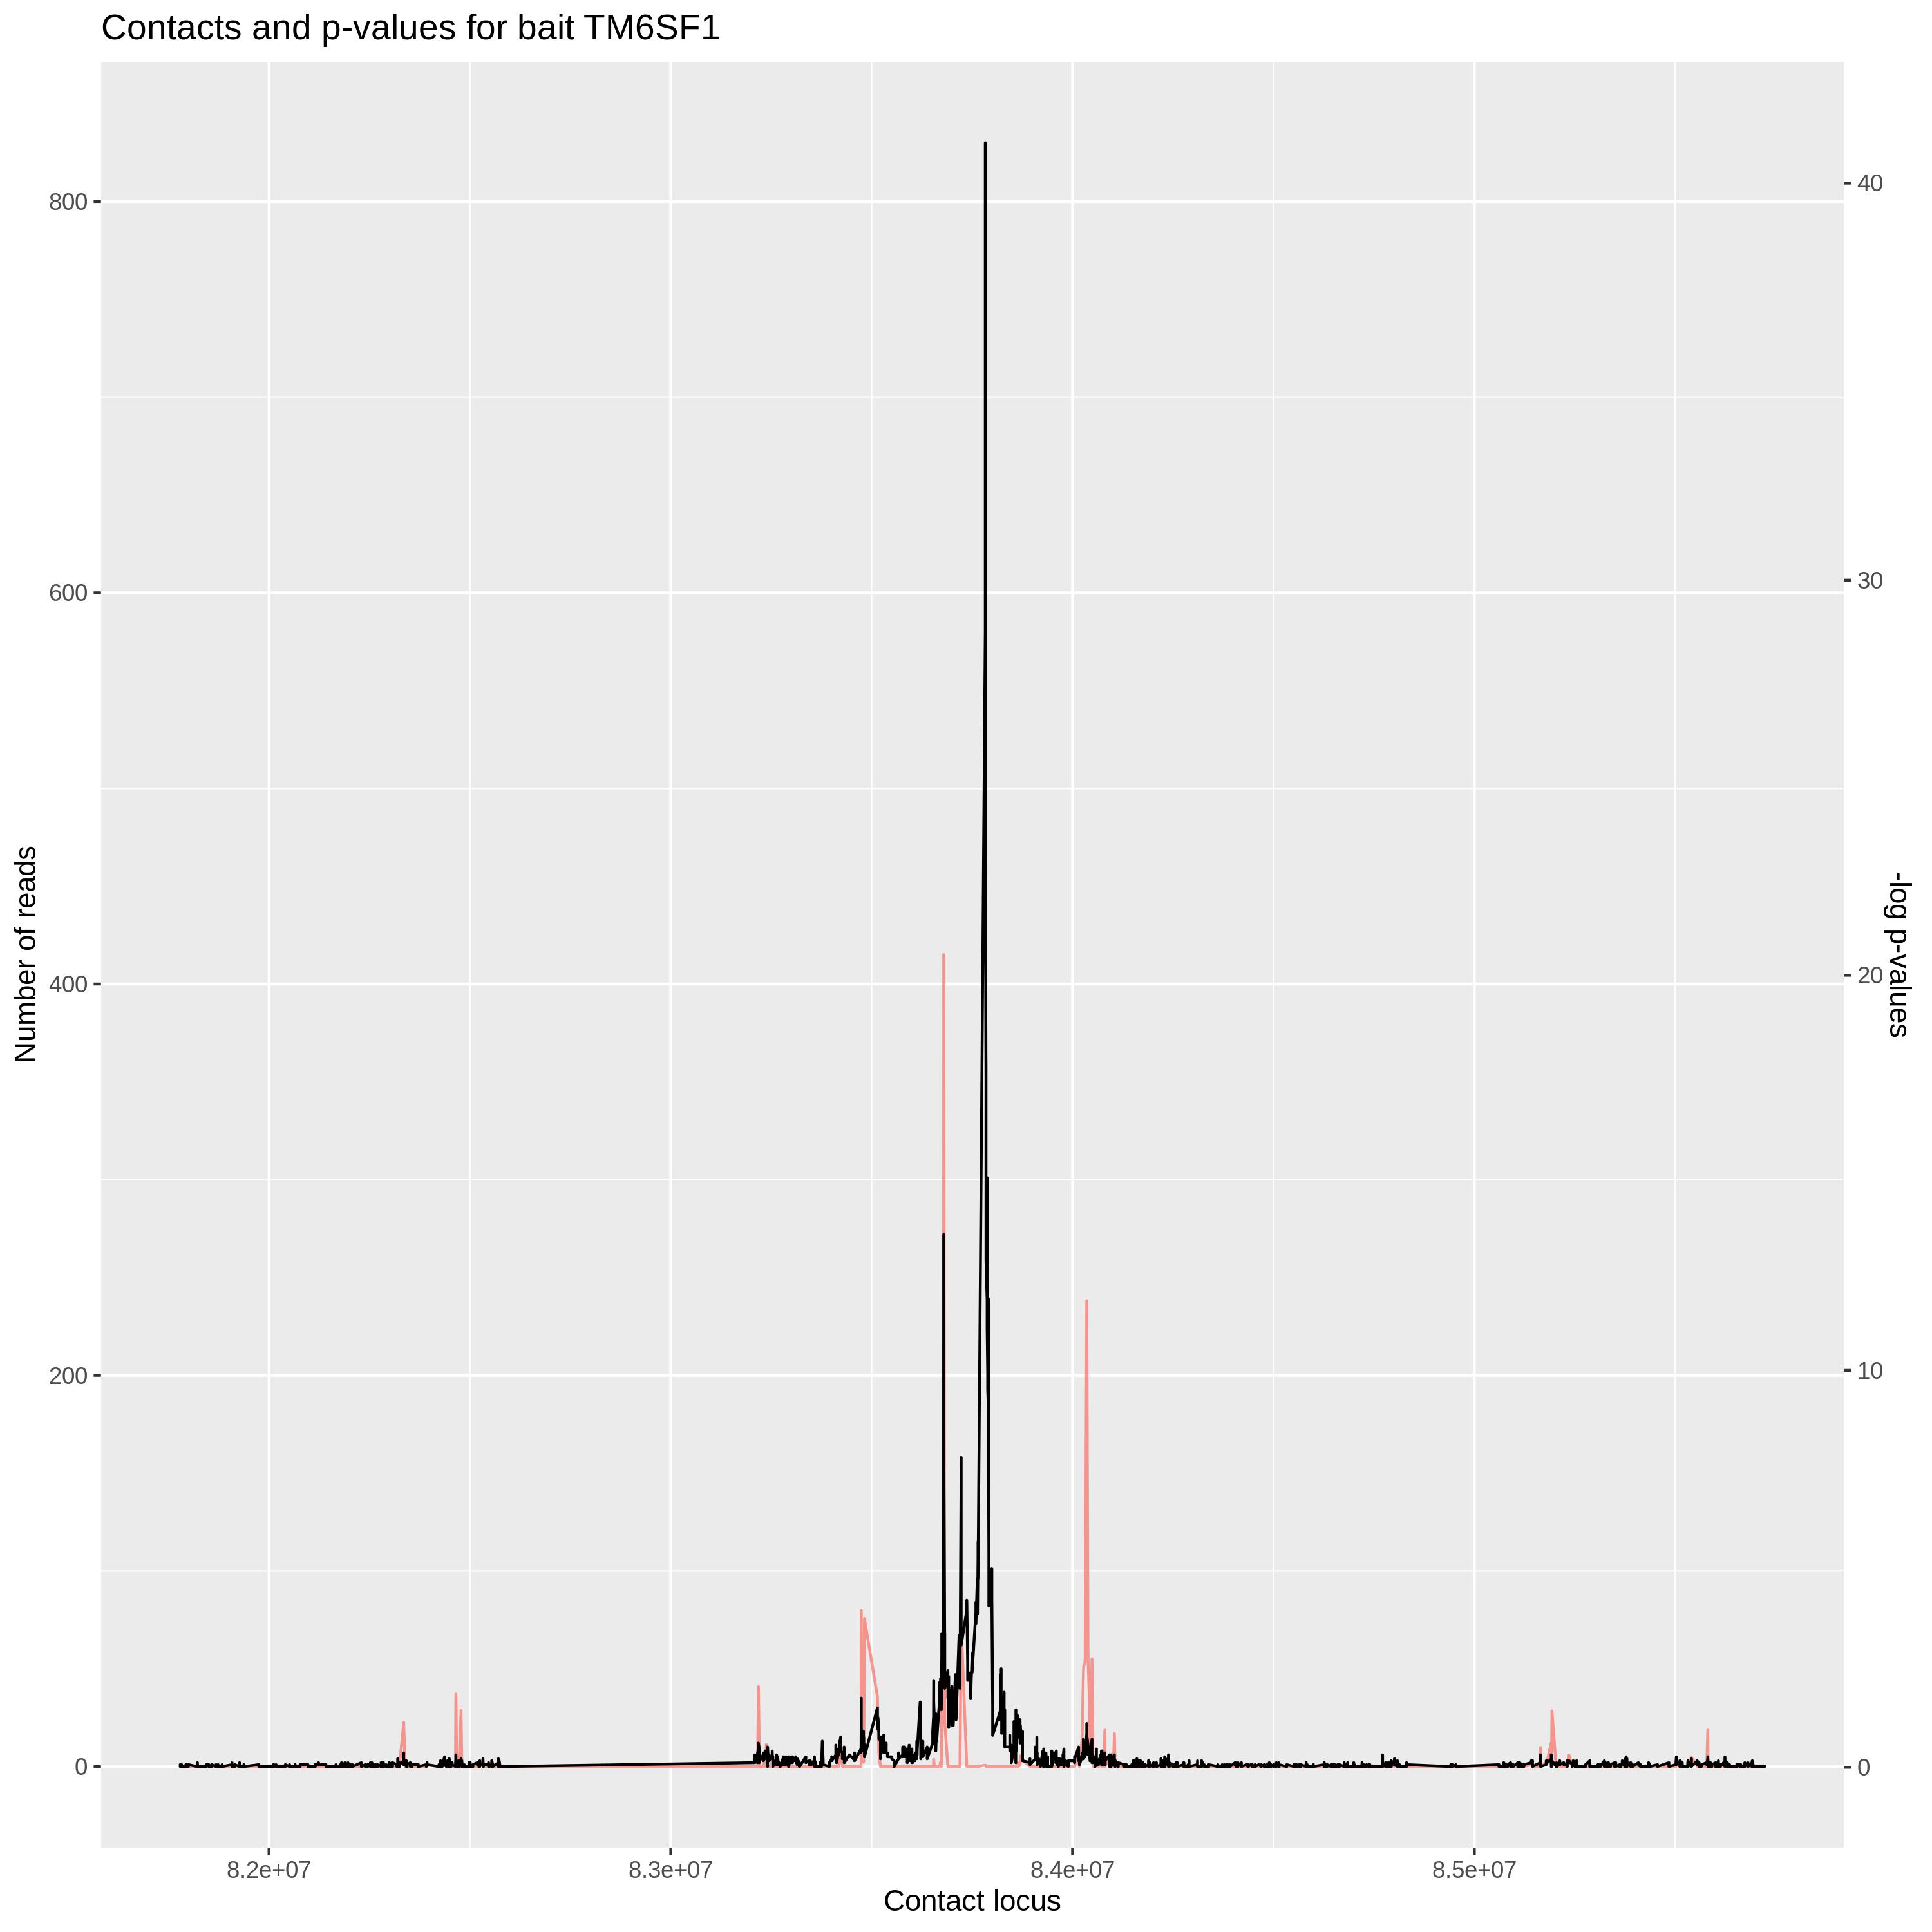 Contacts and p-values for bait TM6SF1
800
600
400
200
0
Number of reads
40
30
20
10
0
-log p-values
8.2e+07
8.3e+07
8.4e+07
8.5e+07
Contact locus